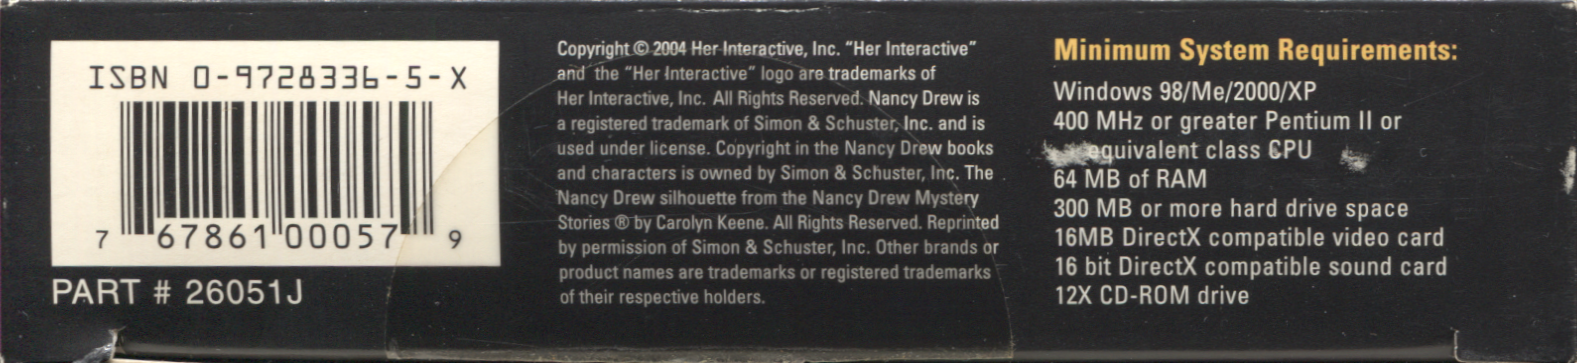 ISBN 0-9728336-5-X
7 67861 00057 9
PART # 26051J
Copyright © 2004 Her Interactive, Inc. “Her Interactive”
and the “Her Interactive” logo are trademarks of
Her Interactive, Inc. All Rights Reserved. Nancy Drew is
a registered trademark of Simon & Schuster, Inc. and is
used under license. Copyright in the Nancy Drew books
and characters is owned by Simon & Schuster, Inc. The
Nancy Drew silhouette from the Nancy Drew Mystery
Stories ® by Carolyn Keene. All Rights Reserved. Reprinted
by permission of Simon & Schuster, Inc. Other brands or
product names are trademarks or registered trademarks
of their respective holders.
Minimum System Requirements:
Windows 98/Me/2000/XP
400 MHz or greater Pentium II or
equivalent class CPU
64 MB of RAM
300 MB or more hard drive space
16MB DirectX compatible video card
16 bit DirectX compatible sound card
12X CD-ROM drive